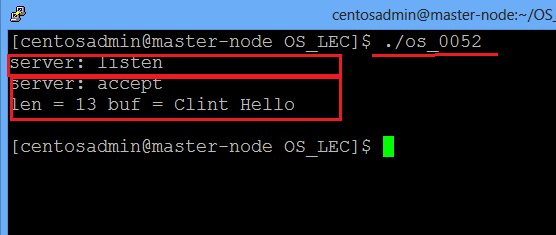 centosadmin@master-node:~/OS_
[centosadmin@master-node OS_LEC]$ ./os_0052
server: listen
server: accept
len = 13 buf = Clint Hello
[centosadmin@master-node OS_LEC]$